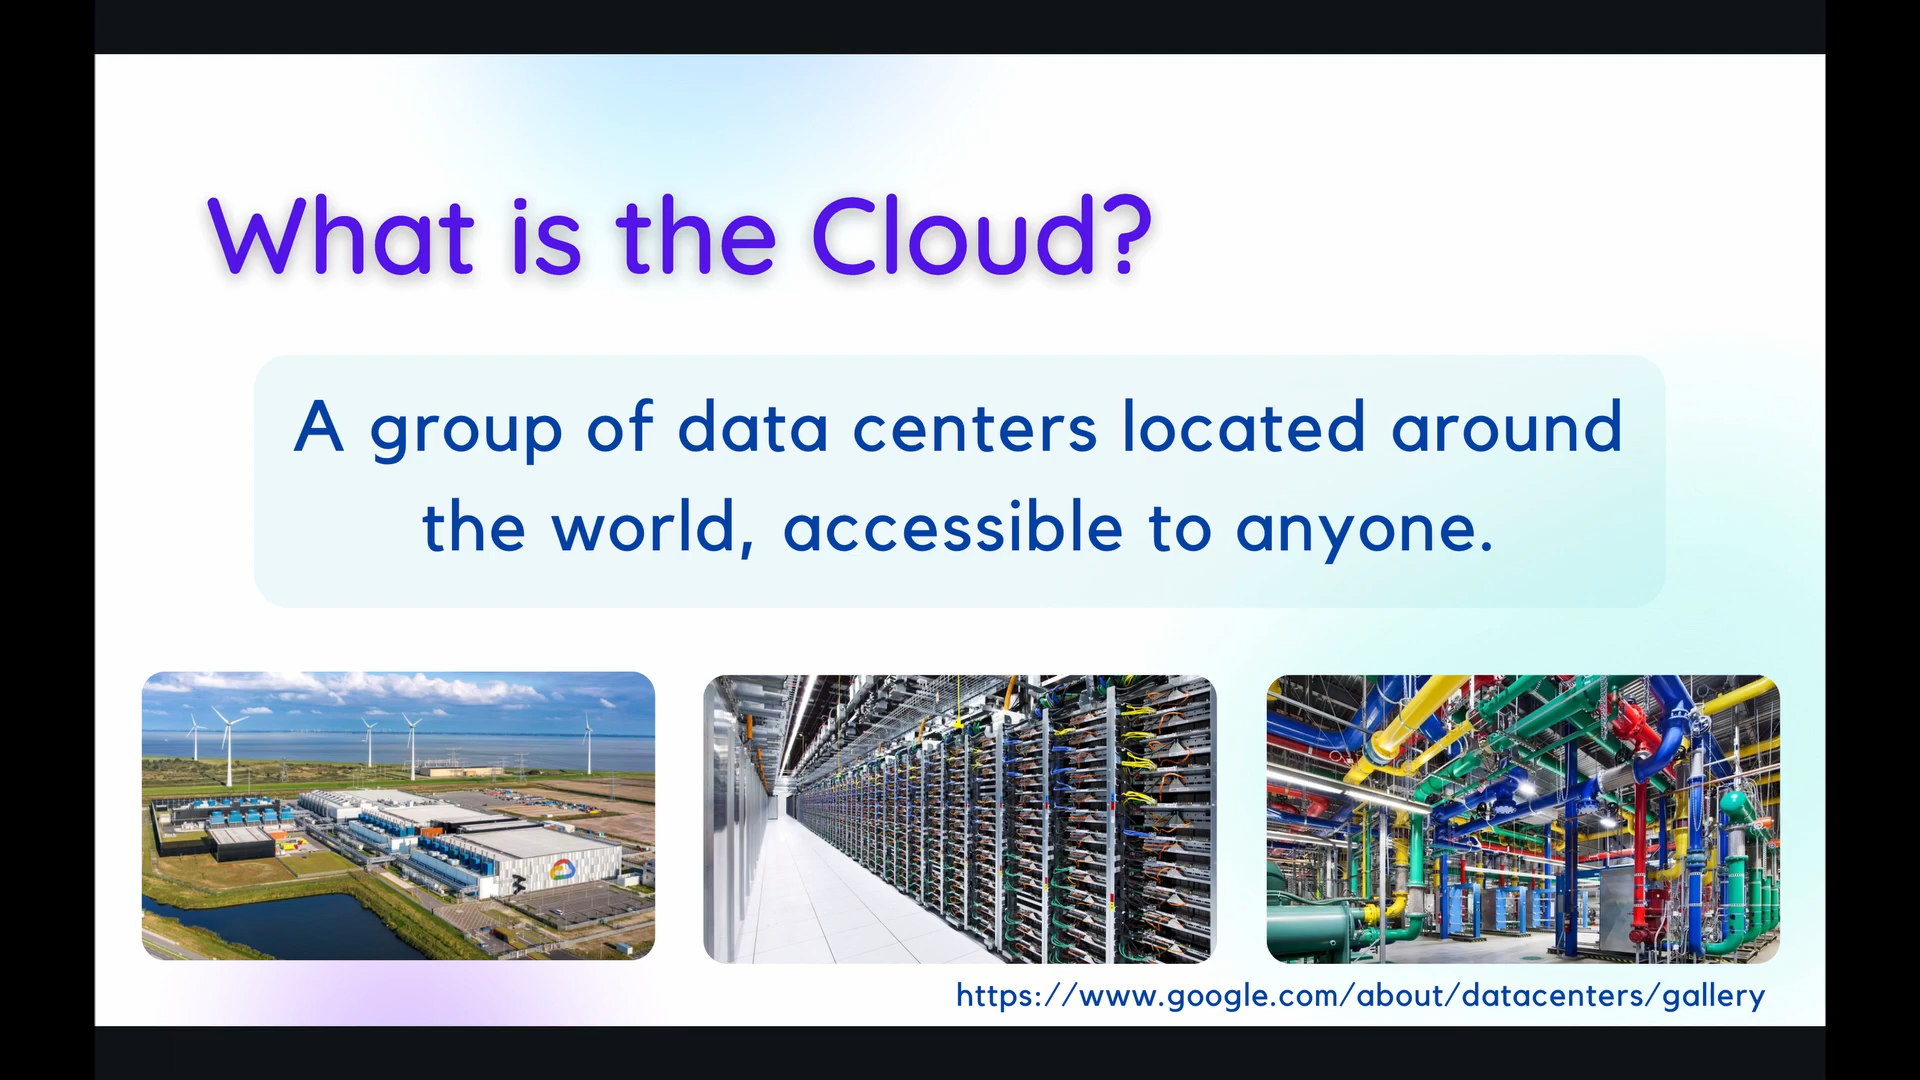 What is the Cloud?
A group of data centers located around
the world, accessible to anyone.
https://www.google.com/about/datacenters/gallery